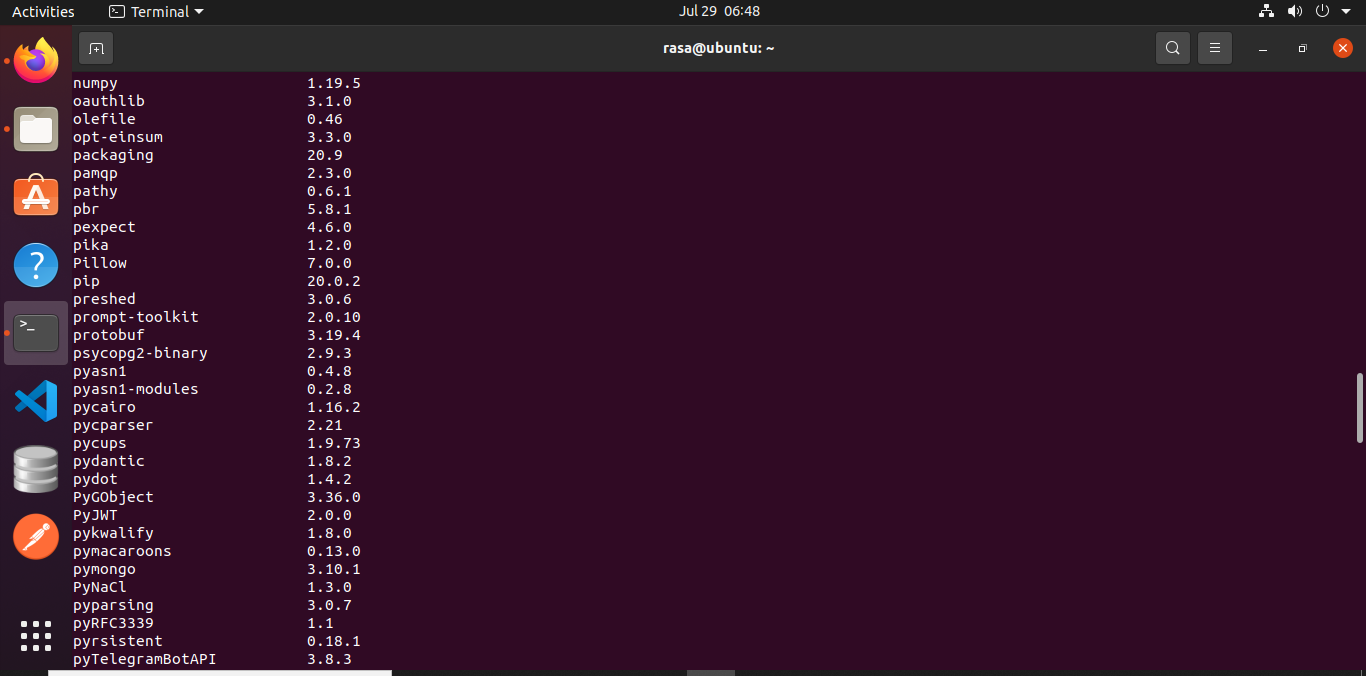 Activities
Terminal
Jul 29 06:48
rasa@ubuntu: ~
numpy 1.19.5
oauthlib 3.1.0
olefile 0.46
opt-einsum 3.3.0
packaging 20.9
pamqp 2.3.0
pathy 0.6.1
pbr 5.8.1
pexpect 4.6.0
pika 1.2.0
Pillow 7.0.0
pip 20.0.2
preshed 3.0.6
prompt-toolkit 2.0.10
protobuf 3.19.4
psycopg2-binary 2.9.3
pyasn1 0.4.8
pyasn1-modules 0.2.8
pycairo 1.16.2
pycparser 2.21
pycups 1.9.73
pydantic 1.8.2
pydot 1.4.2
PyGObject 3.36.0
PyJWT 2.0.0
pykwalify 1.8.0
pymacaroons 0.13.0
pymongo 3.10.1
PyNaCl 1.3.0
pyparsing 3.0.7
pyRFC3339 1.1
pyrsistent 0.18.1
pyTelegramBotAPI 3.8.3